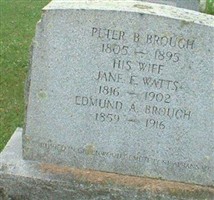 PETER B. BROUGH
1805 — 1895
HIS WIFE
JANE E. WATTS
1816 — 1902
EDMUND A. BROUGH
1859 — 1916